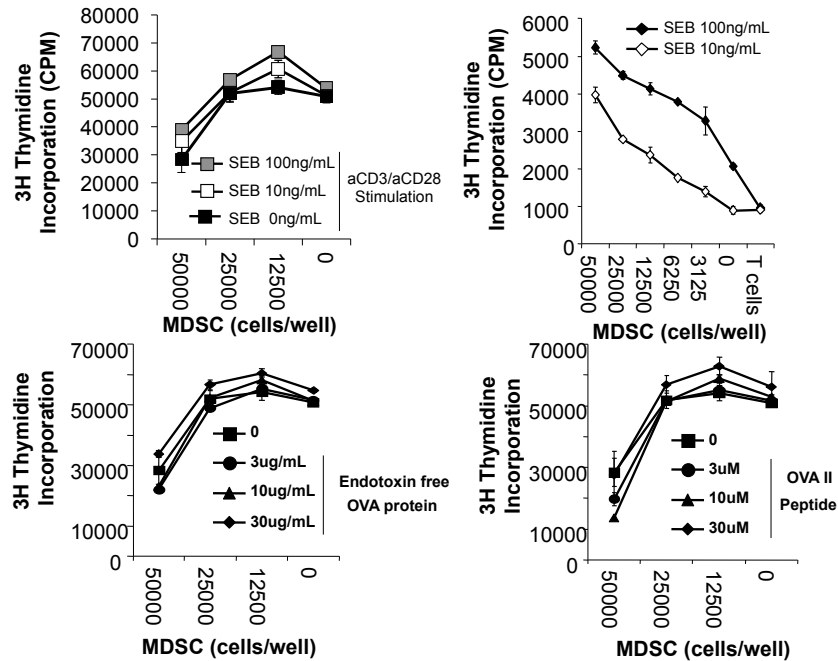 3H Thymidine
Incorporation (CPM)
80000
70000
60000
50000
40000
30000
20000
10000
0
SEB 100ng/mL
SEB 10ng/mL
SEB 0ng/mL
aCD3/aCD28
Stimulation
50000
25000
12500
0
MDSC (cells/well)
3H Thymidine
Incorporation (CPM)
6000
5000
4000
3000
2000
1000
0
SEB 100ng/mL
SEB 10ng/mL
50000
25000
12500
6250
3125
0
T cells
MDSC (cells/well)
3H Thymidine
Incorporation
70000
50000
30000
10000
0
3ug/mL
10ug/mL
30ug/mL
Endotoxin free
OVA protein
50000
25000
12500
0
MDSC (cells/well)
3H Thymidine
Incorporation
70000
60000
50000
40000
30000
20000
10000
0
0
3uM
10uM
30uM
OVA II
Peptide
50000
25000
12500
0
MDSC (cells/well)